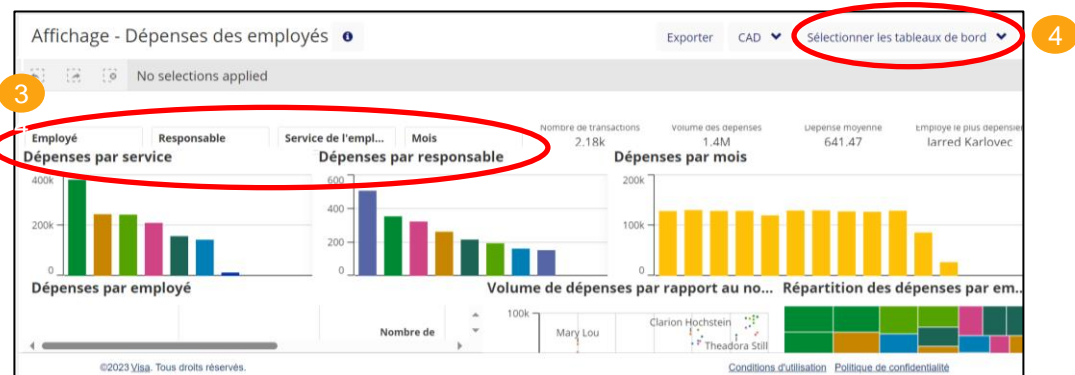 Affichage - Dépenses des employés
Exporter CAD Sélectionner les tableaux de bord
4
No selections applied
3
Employé Responsable Service de l'empl... Mois
Nombre de transactions Volume des dépenses Dépense moyenne Employé le plus dépensier
2.18k 1.4M 641.47 Jarred Karlovec
Dépenses par service Dépenses par responsable Dépenses par mois
400k 600 200k
400
200k 100k
200
0 0 0
Dépenses par employé Volume de dépenses par rapport au no... Répartition des dépenses par em...
100k
Clarion Hochstein
Nombre de Mary Lou
Theadora Still
©2023 Visa. Tous droits réservés. Conditions d'utilisation Politique de confidentialité